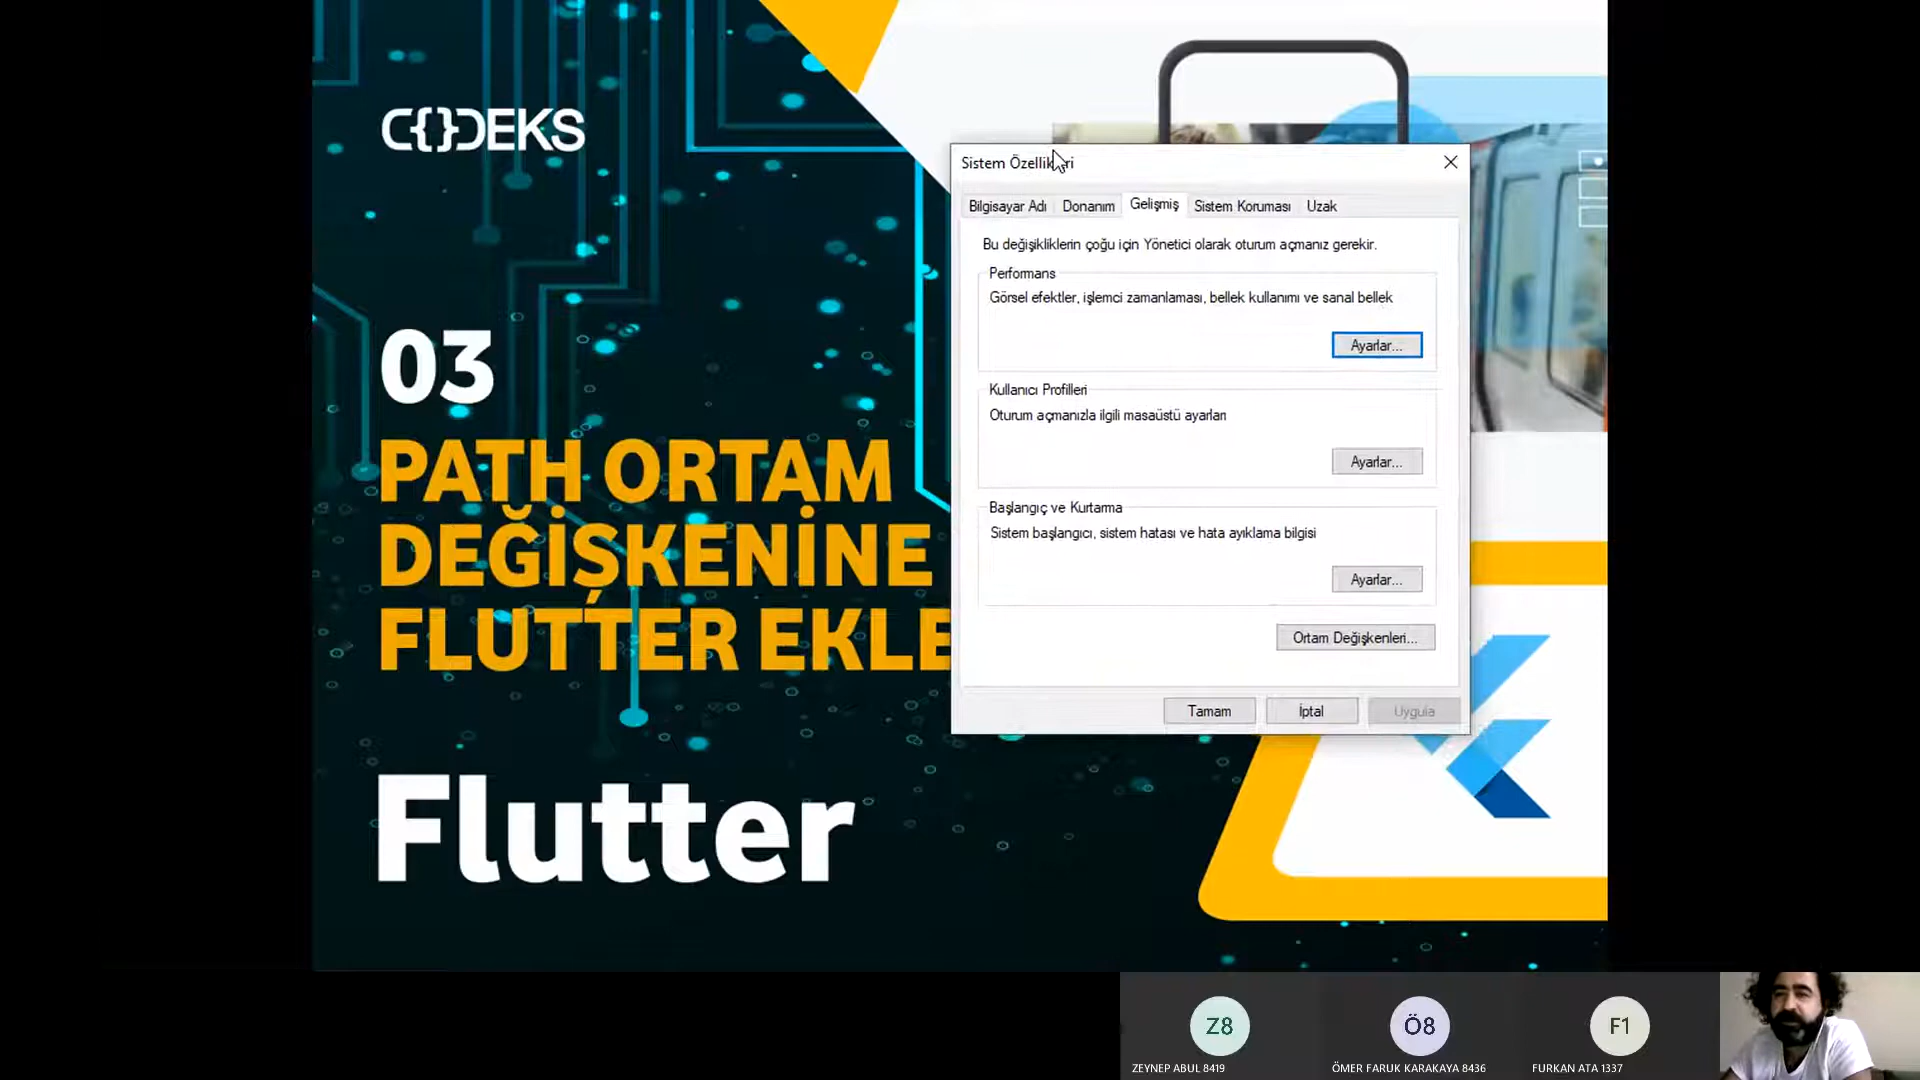 C{}DEKS
03
PATH ORTAM
DEĞİŞKENİNE
FLUTTER EKLE
Flutter
Sistem Özellikleri
Bilgisayar Adı Donanım Gelişmiş Sistem Koruması Uzak
Bu değişikliklerin çoğu için Yönetici olarak oturum açmanız gerekir.
Performans
Görsel efektler, işlemci zamanlaması, bellek kullanımı ve sanal bellek
Ayarlar...
Kullanıcı Profilleri
Oturum açmanızla ilgili masaüstü ayarları
Ayarlar...
Başlangıç ve Kurtarma
Sistem başlangıcı, sistem hatası ve hata ayıklama bilgisi
Ayarlar...
Ortam Değişkenleri...
Tamam İptal Uygula
Z8 Ö8 F1
ZEYNEP ABUL 8419 ÖMER FARUK KARAKAYA 8436 FURKAN ATA 1337